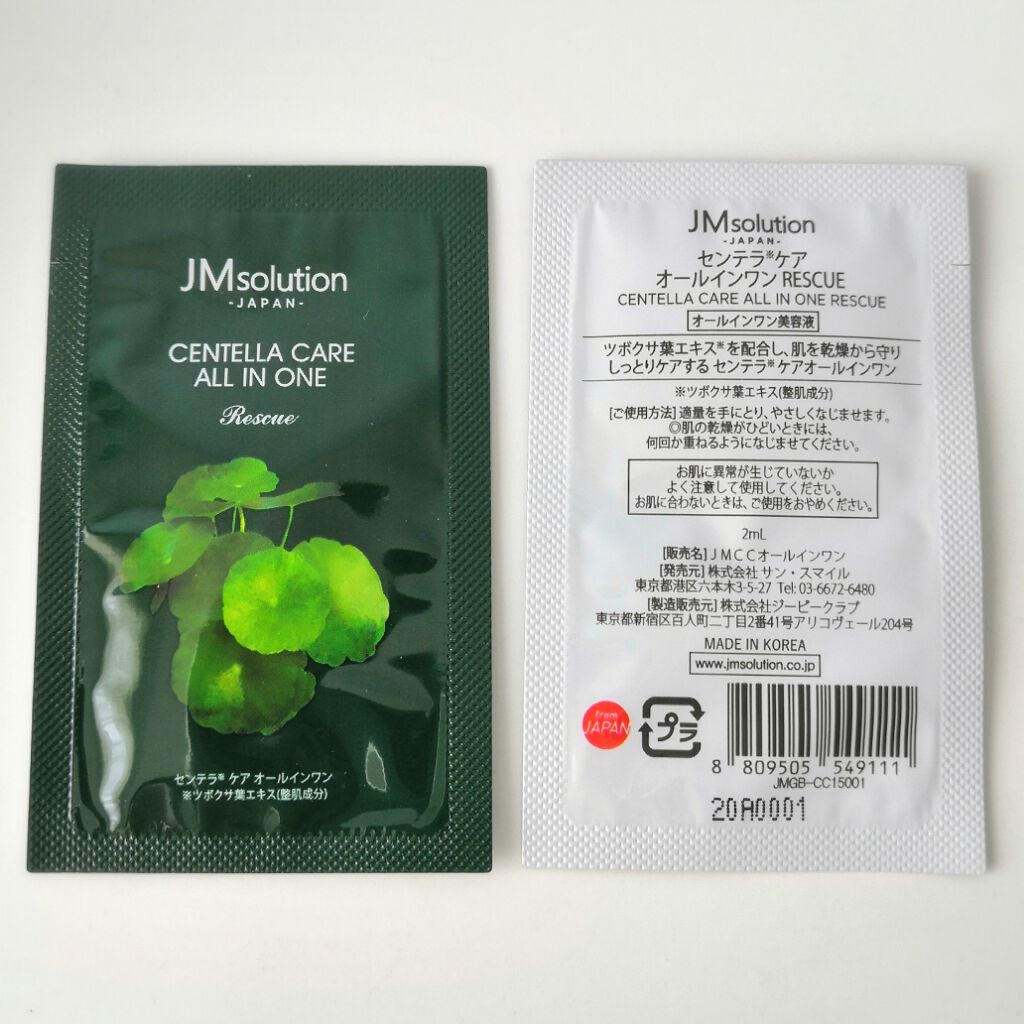 JMsolution
-JAPAN-
CENTELLA CARE
ALL IN ONE
Rescue
センテラ※ ケア オールインワン
※ツボクサ葉エキス(整肌成分)
JMsolution
-JAPAN-
センテラ※ケア
オールインワン RESCUE
CENTELLA CARE ALL IN ONE RESCUE
オールインワン美容液
ツボクサ葉エキス※を配合し、肌を乾燥から守り
しっとりケアする センテラ※ケアオールインワン
※ツボクサ葉エキス(整肌成分)
[ご使用方法] 適量を手にとり、やさしくなじませます。
◎肌の乾燥がひどいときには、
何回か重ねるようになじませてください。
お肌に異常が生じていないか
よく注意して使用してください。
お肌に合わないときは、ご使用をおやめください。
2mL
[販売名] JMCCオールインワン
[発売元] 株式会社 サン・スマイル
東京都港区六本木3-5-27 Tel: 03-6672-6480
[製造販売元] 株式会社ジーピークラブ
東京都新宿区百人町二丁目2番41号アリコヴェール204号
MADE IN KOREA
www.jmsolution.co.jp
from
JAPAN
プラ
8 809505 549111
JMGB-CC15001
20A0001